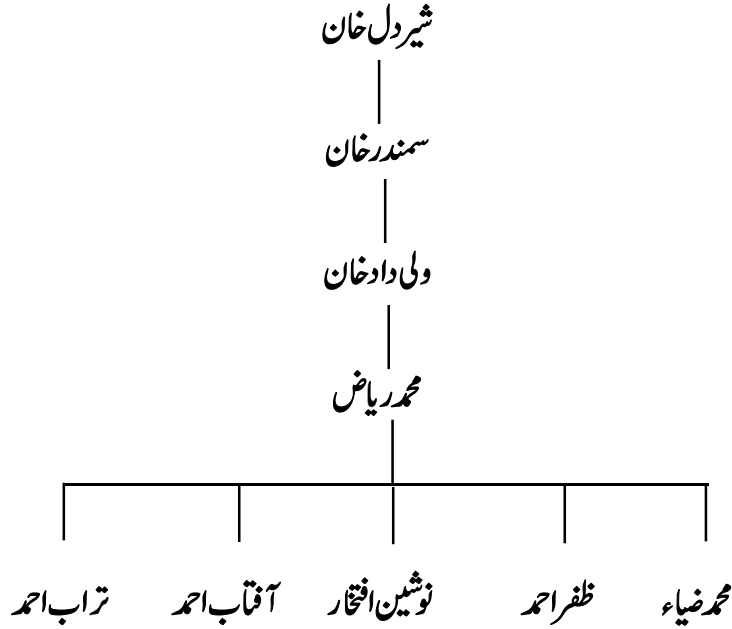 شیر دل خان
سمندر خان
ولی داد خان
محمد ریاض
محمد ضیاء ظفر احمد نوشین افتخار آفتاب احمد تراب احمد